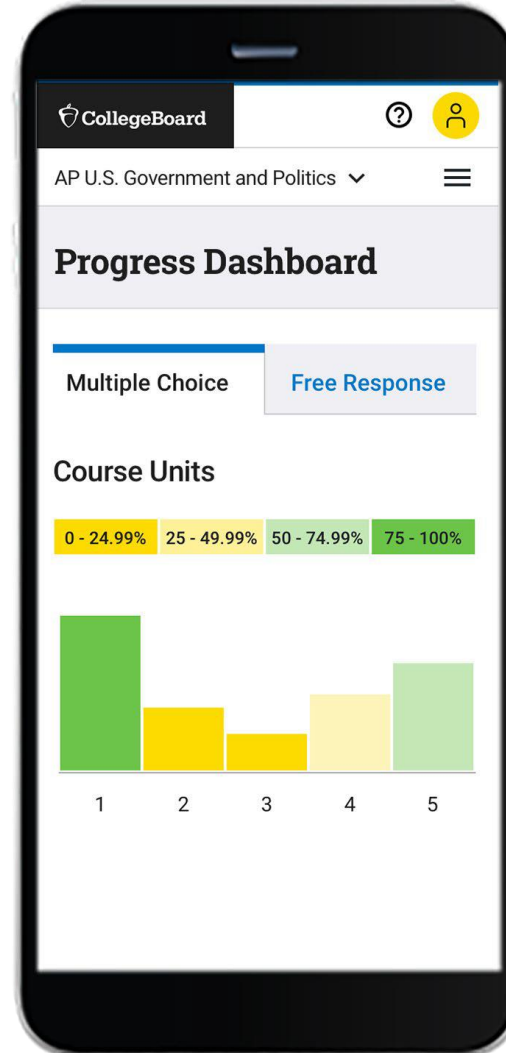 CollegeBoard
AP U.S. Government and Politics
Progress Dashboard
Multiple Choice Free Response
Course Units
0 - 24.99% 25 - 49.99% 50 - 74.99% 75 - 100%
1 2 3 4 5